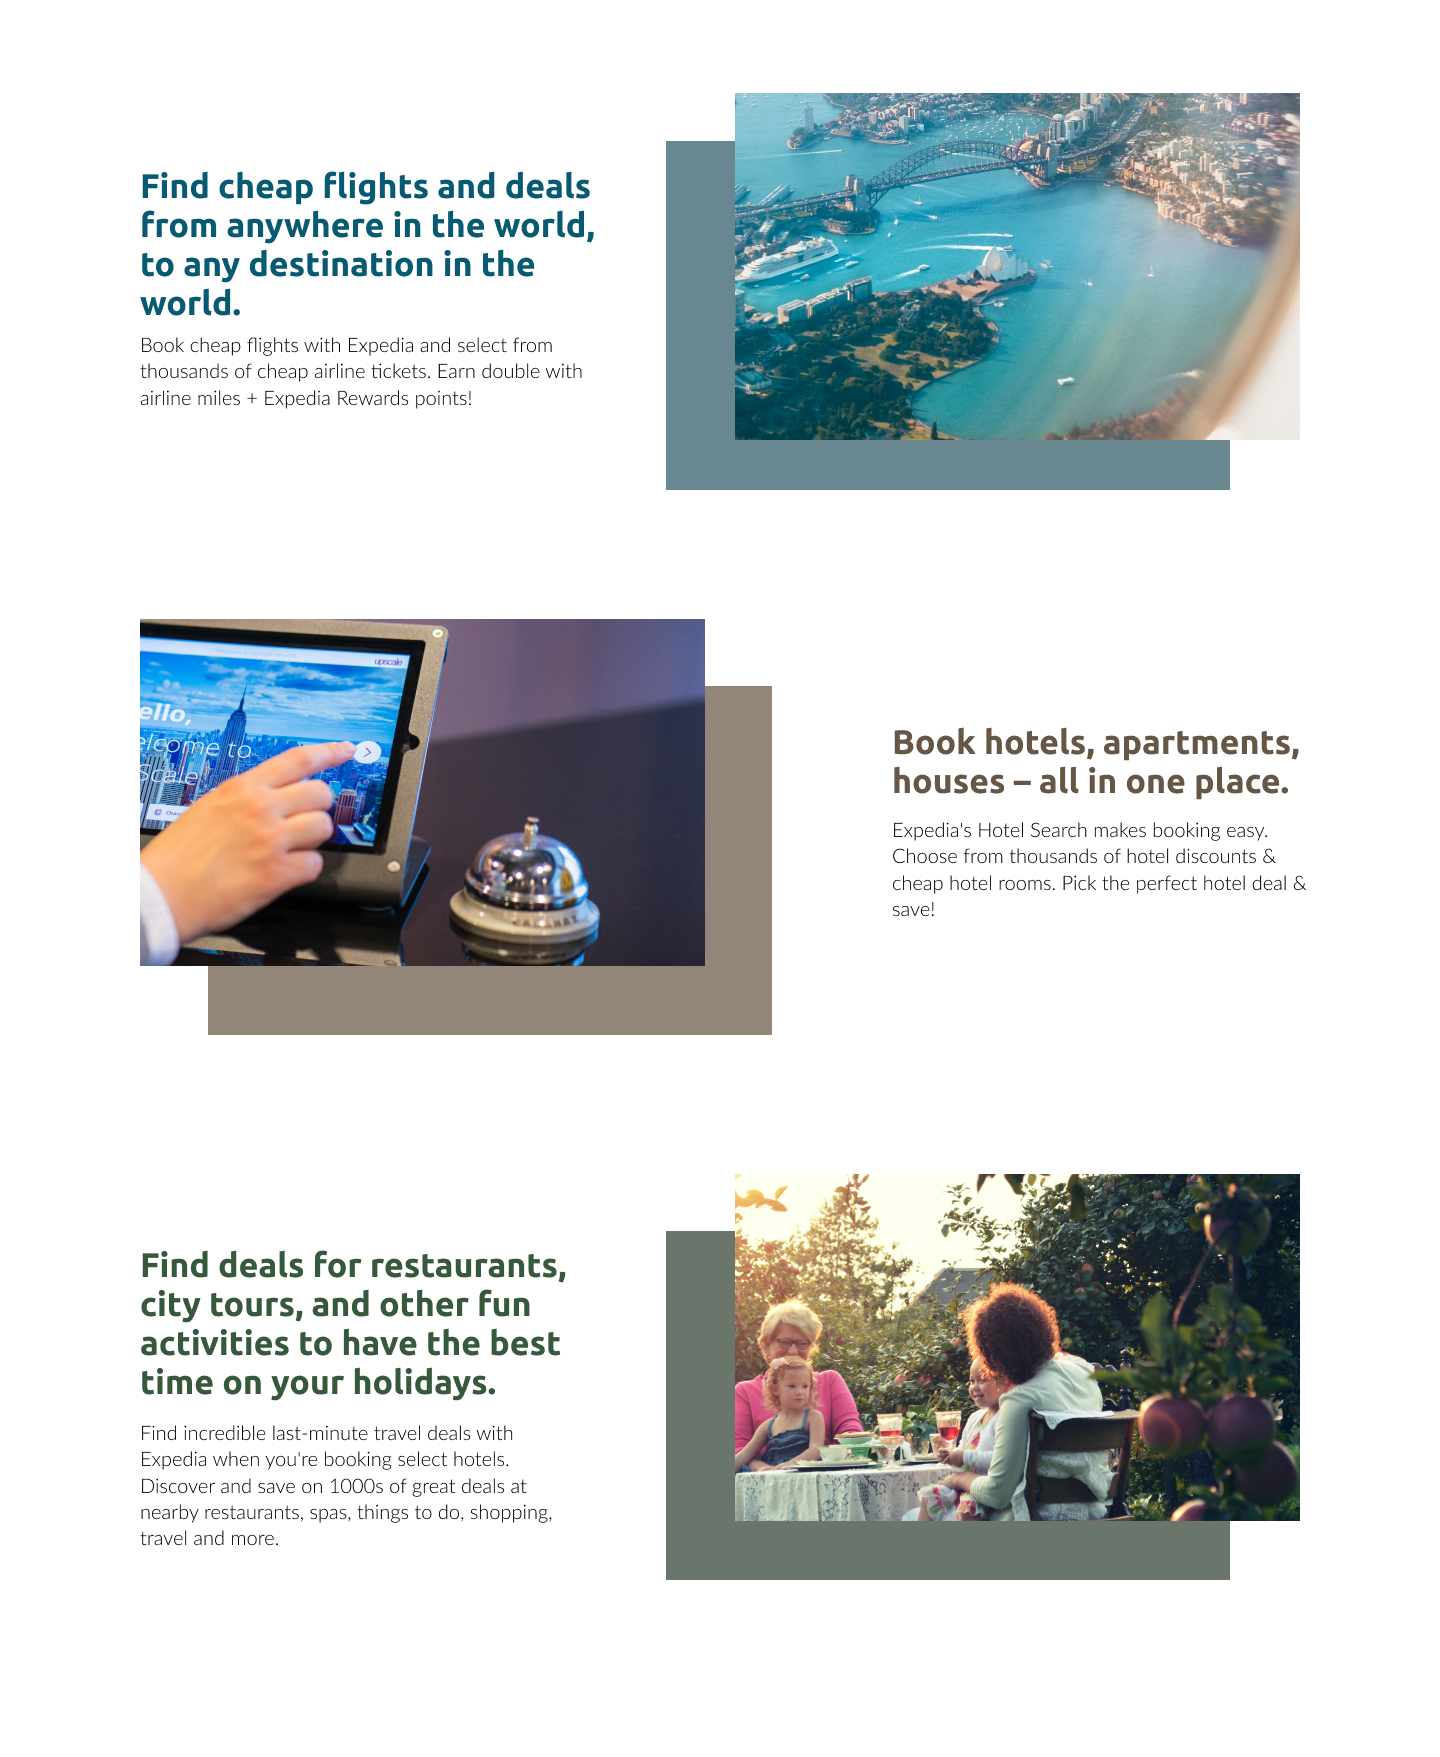 Find cheap flights and deals
from anywhere in the world,
to any destination in the
world.
Book cheap flights with Expedia and select from
thousands of cheap airline tickets. Earn double with
airline miles + Expedia Rewards points!
upscale
ello,
elcome to
Scale
Book hotels, apartments,
houses – all in one place.
Expedia's Hotel Search makes booking easy.
Choose from thousands of hotel discounts &
cheap hotel rooms. Pick the perfect hotel deal &
save!
Find deals for restaurants,
city tours, and other fun
activities to have the best
time on your holidays.
Find incredible last-minute travel deals with
Expedia when you're booking select hotels.
Discover and save on 1000s of great deals at
nearby restaurants, spas, things to do, shopping,
travel and more.